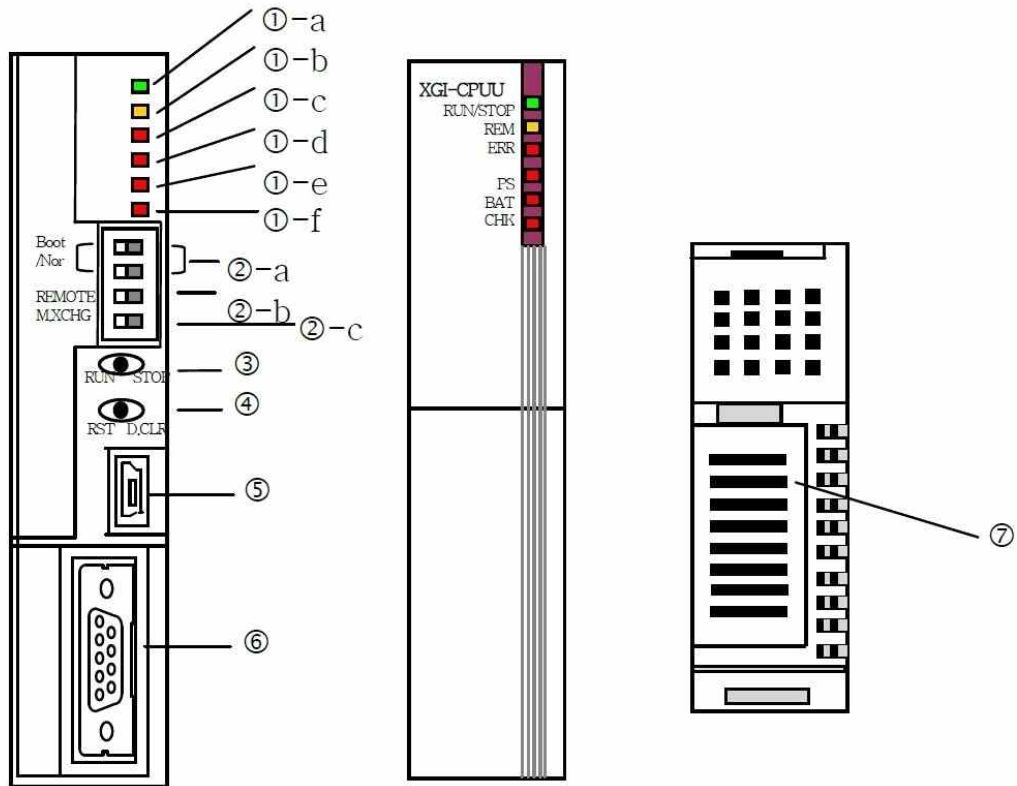 ①-a
①-b
①-c
①-d
①-e
①-f
Boot
/Nor
②-a
REMOTE
②-b
M.XCHG
②-c
RUN STOP
③
RST D.CLR
④
⑤
⑥
XGI-CPUU
RUN/STOP
REM
ERR
PS
BAT
CHK
⑦